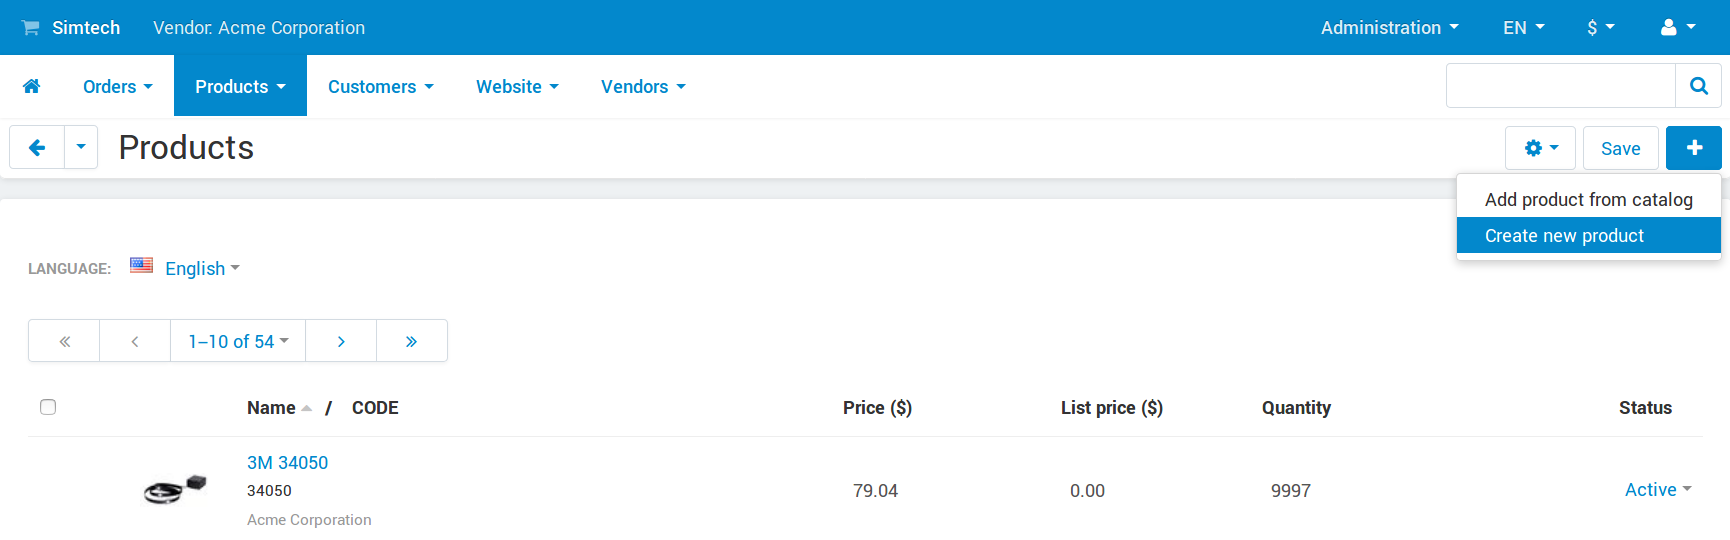 Simtech Vendor: Acme Corporation Administration EN $
Orders Products Customers Website Vendors
Products Save
Add product from catalog
Create new product
LANGUAGE: English
« ‹ 1–10 of 54 › »
Name / CODE Price ($) List price ($) Quantity Status
3M 34050
34050 79.04 0.00 9997 Active
Acme Corporation